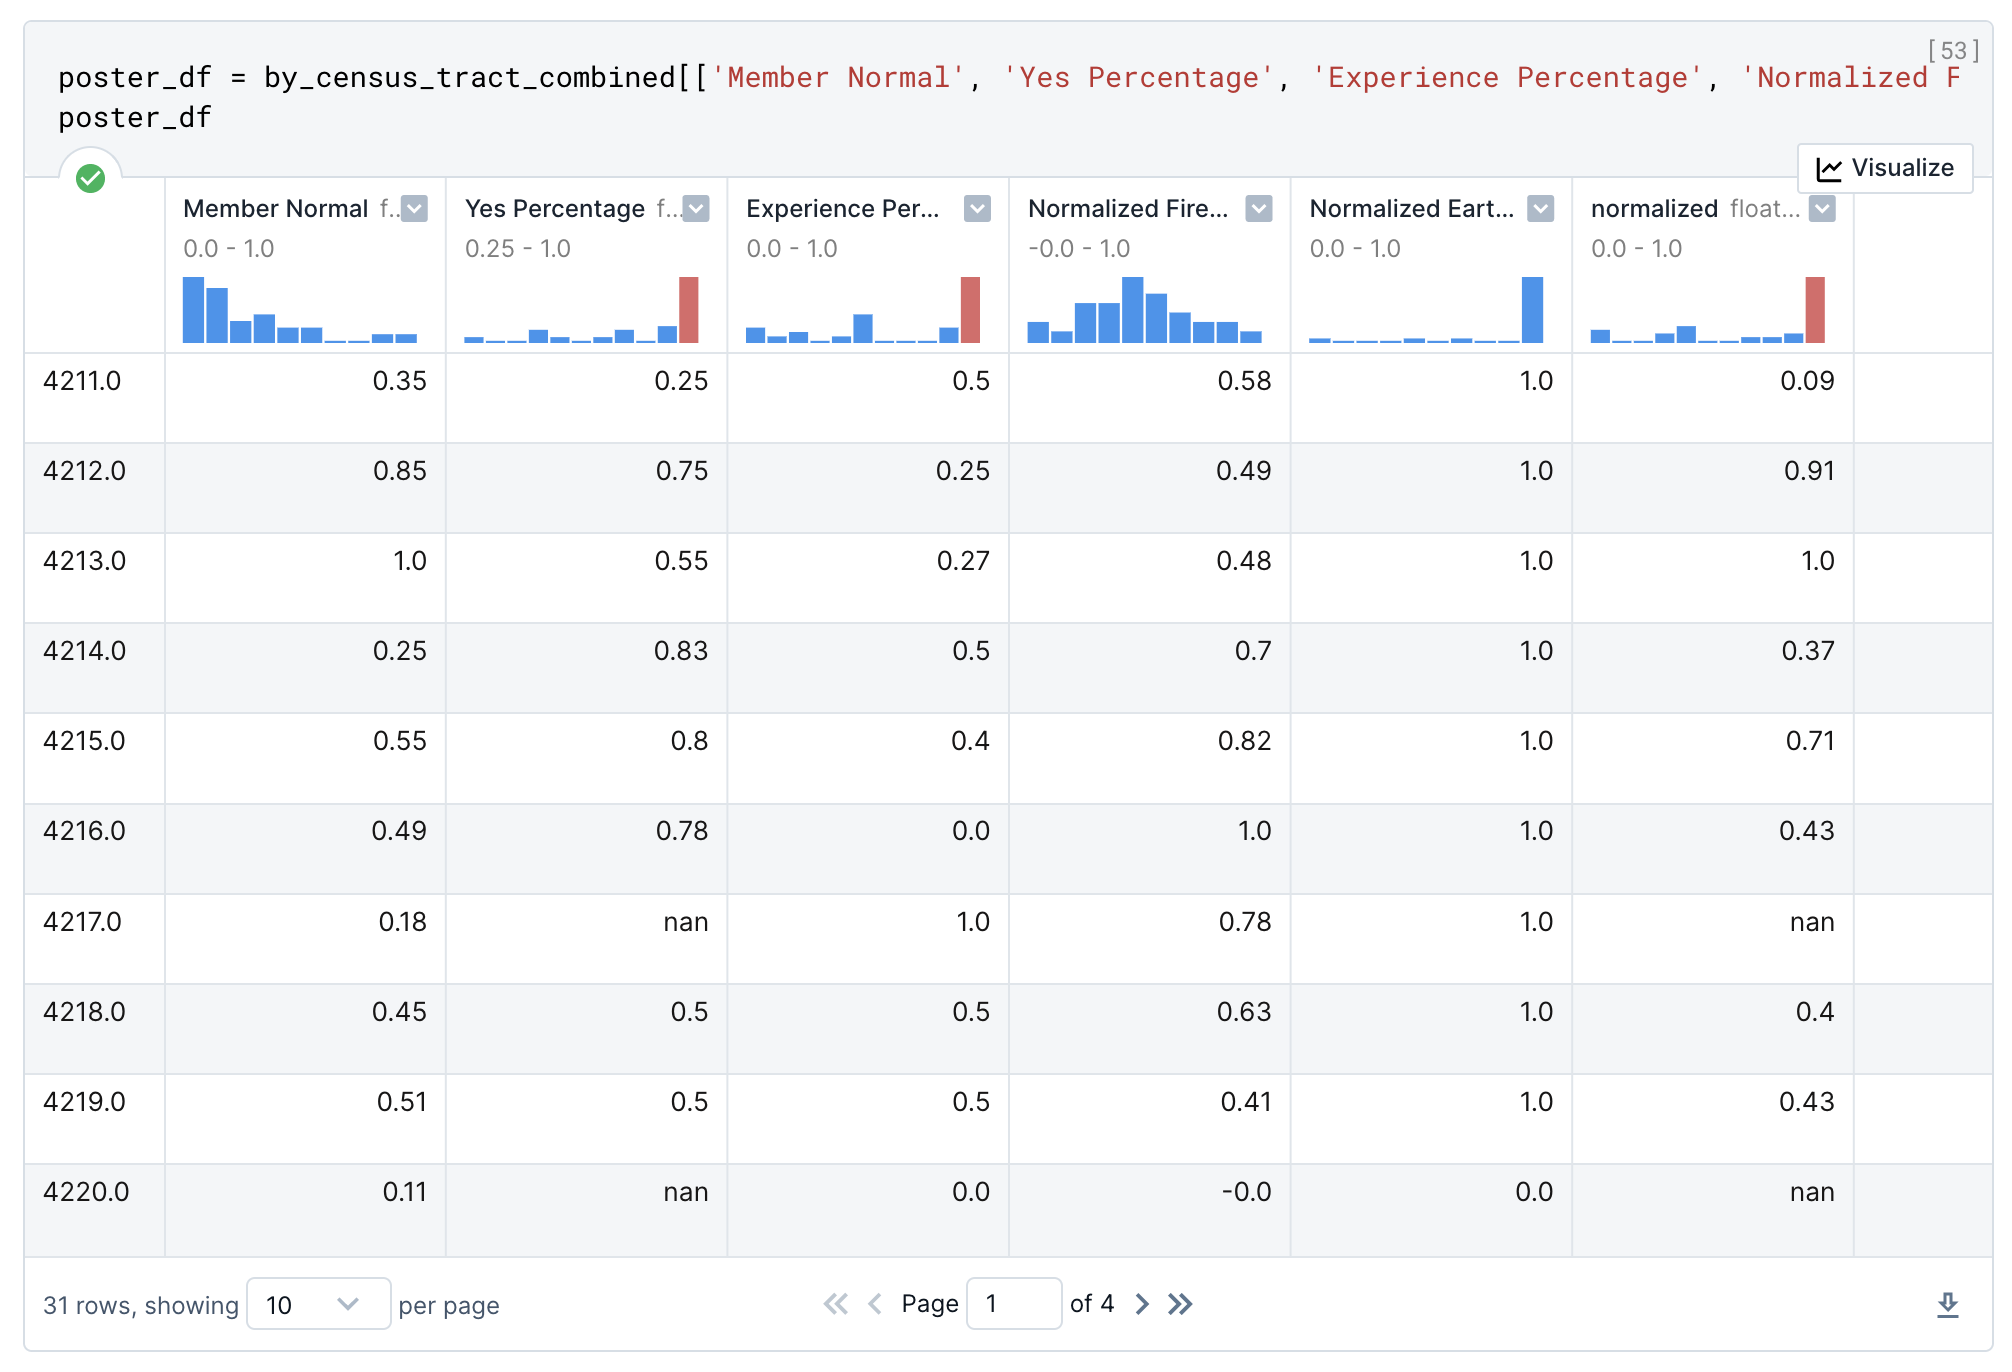 [53]
poster_df = by_census_tract_combined[['Member Normal', 'Yes Percentage', 'Experience Percentage', 'Normalized F
poster_df
Visualize
Member Normal f... Yes Percentage f... Experience Per... Normalized Fire... Normalized Eart... normalized float...
0.0 - 1.0 0.25 - 1.0 0.0 - 1.0 -0.0 - 1.0 0.0 - 1.0 0.0 - 1.0
4211.0 0.35 0.25 0.5 0.58 1.0 0.09
4212.0 0.85 0.75 0.25 0.49 1.0 0.91
4213.0 1.0 0.55 0.27 0.48 1.0 1.0
4214.0 0.25 0.83 0.5 0.7 1.0 0.37
4215.0 0.55 0.8 0.4 0.82 1.0 0.71
4216.0 0.49 0.78 0.0 1.0 1.0 0.43
4217.0 0.18 nan 1.0 0.78 1.0 nan
4218.0 0.45 0.5 0.5 0.63 1.0 0.4
4219.0 0.51 0.5 0.5 0.41 1.0 0.43
4220.0 0.11 nan 0.0 -0.0 0.0 nan
31 rows, showing 10 per page Page 1 of 4